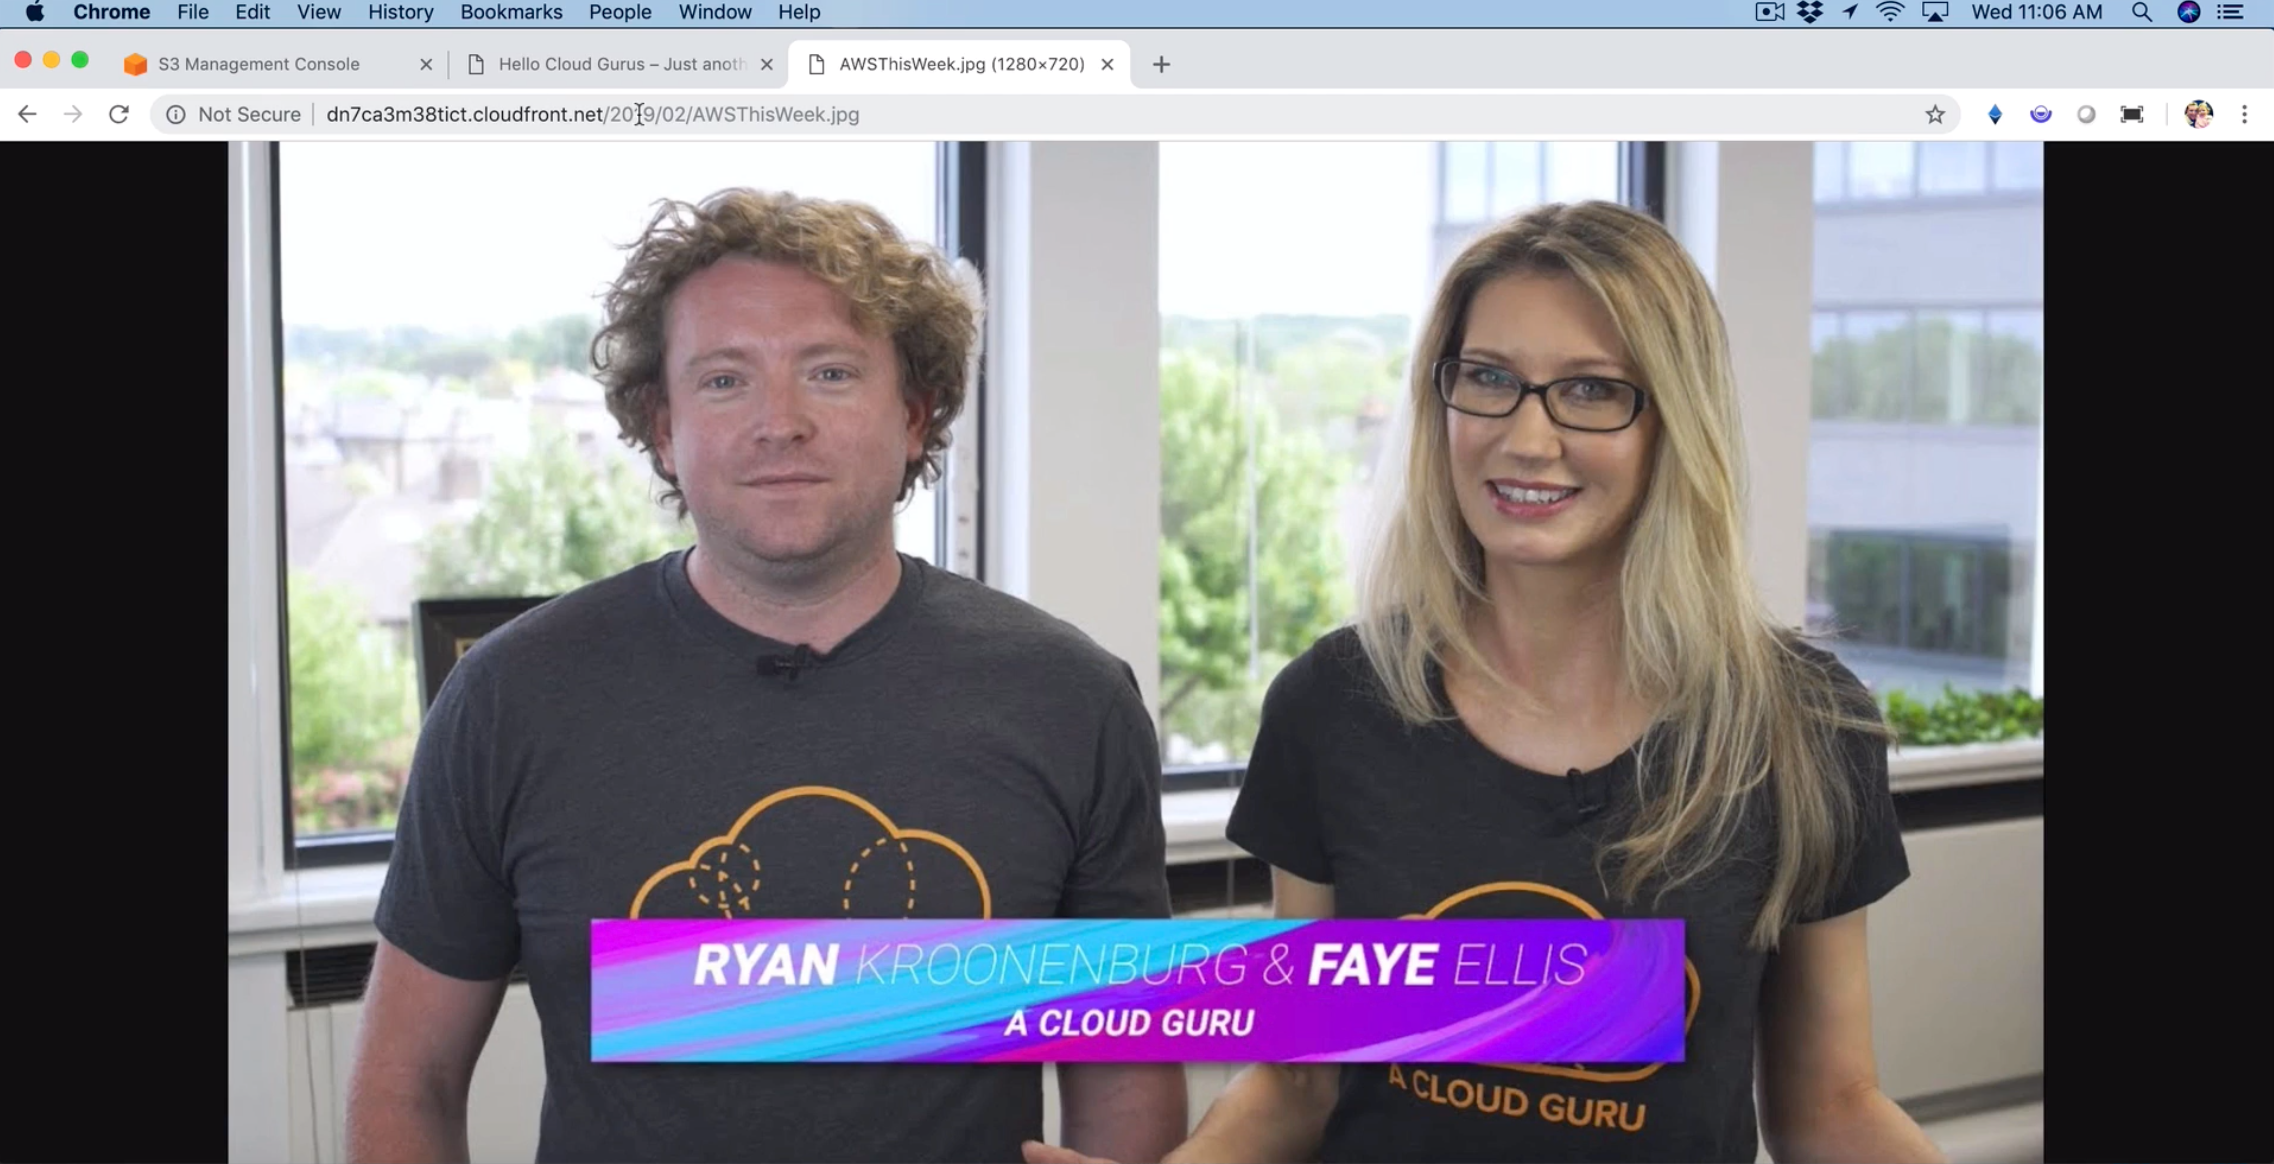 Chrome File Edit View History Bookmarks People Window Help Wed 11:06 AM
S3 Management Console Hello Cloud Gurus – Just anoth AWSThisWeek.jpg (1280×720)
Not Secure dn7ca3m38tict.cloudfront.net/2019/02/AWSThisWeek.jpg
RYAN KROONENBURG & FAYE ELLIS
A CLOUD GURU
A CLOUD GURU